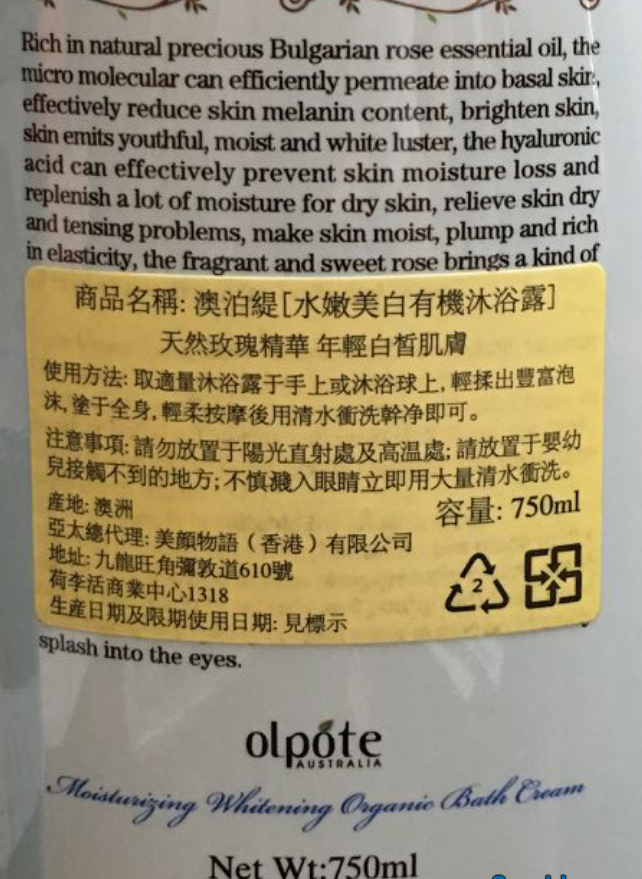 Rich in natural precious Bulgarian rose essential oil, the
micro molecular can efficiently permeate into basal skin,
effectively reduce skin melanin content, brighten skin,
skin emits youthful, moist and white luster, the hyaluronic
acid can effectively prevent skin moisture loss and
replenish a lot of moisture for dry skin, relieve skin dry
and tensing problems, make skin moist, plump and rich
in elasticity, the fragrant and sweet rose brings a kind of
商品名稱: 澳泊緹[水嫩美白有機沐浴露]
天然玫瑰精華 年輕白皙肌膚
使用方法: 取適量沐浴露于手上或沐浴球上, 輕揉出豐富泡
沫, 塗于全身, 輕柔按摩後用清水衝洗幹净即可。
注意事項: 請勿放置于陽光直射處及高温處; 請放置于嬰幼
兒接觸不到的地方; 不慎濺入眼睛立即用大量清水衝洗。
産地: 澳洲
容量: 750ml
亞太總代理: 美顔物語（香港）有限公司
地址: 九龍旺角彌敦道610號
荷李活商業中心1318
生産日期及限期使用日期: 見標示
2
splash into the eyes.
olpóte
AUSTRALIA
Moisturizing Whitening Organic Bath Cream
Net Wt:750ml